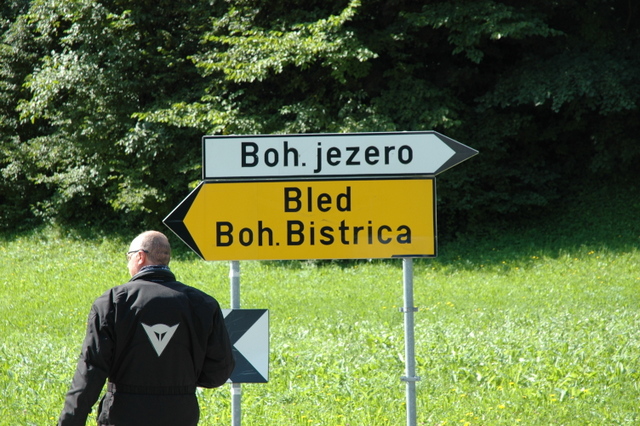 Boh. jezero
Bled
Boh. Bistrica